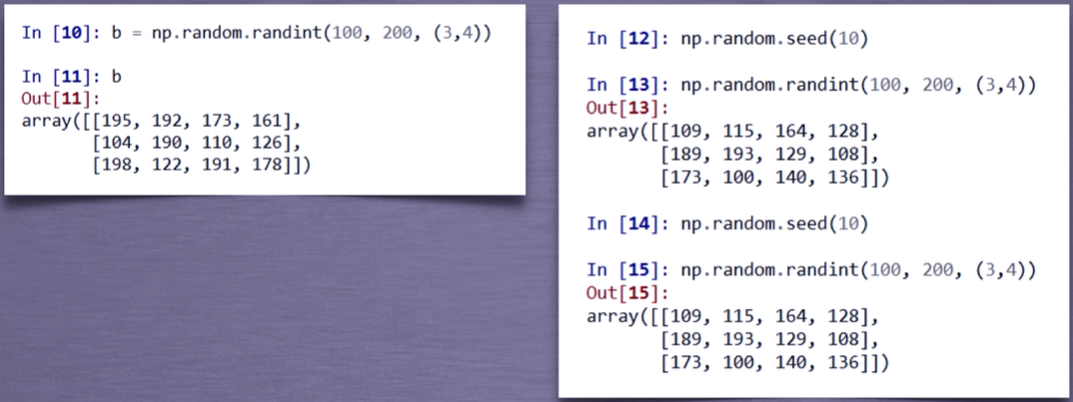 In [10]: b = np.random.randint(100, 200, (3,4))
In [11]: b
Out[11]:
array([[195, 192, 173, 161],
       [104, 190, 110, 126],
       [198, 122, 191, 178]])
In [12]: np.random.seed(10)
In [13]: np.random.randint(100, 200, (3,4))
Out[13]:
array([[109, 115, 164, 128],
       [189, 193, 129, 108],
       [173, 100, 140, 136]])
In [14]: np.random.seed(10)
In [15]: np.random.randint(100, 200, (3,4))
Out[15]:
array([[109, 115, 164, 128],
       [189, 193, 129, 108],
       [173, 100, 140, 136]])